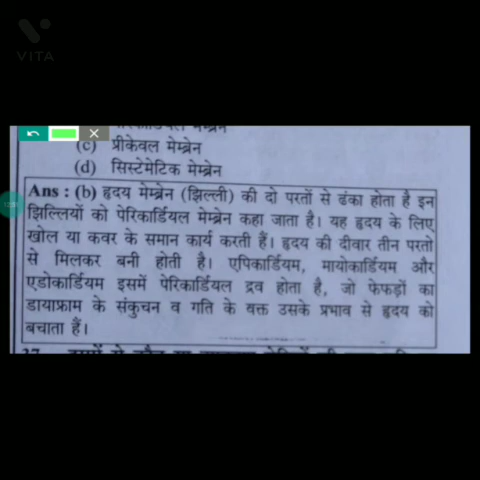 VITA
(c) प्रीकेवल मेम्ब्रेन
(d) सिस्टेमेटिक मेम्ब्रेन
Ans : (b) हृदय मेम्ब्रेन (झिल्ली) की दो परतों से ढंका होता है इन
झिल्लियों को पेरिकार्डियल मेम्ब्रेन कहा जाता है। यह हृदय के लिए
खोल या कवर के समान कार्य करती हैं। हृदय की दीवार तीन परतो
से मिलकर बनी होती है। एपिकार्डियम, मायोकार्डियम और
एडोकार्डियम इसमें पेरिकार्डियल द्रव होता है, जो फेफड़ों का
डायाफ्राम के संकुचन व गति के वक्त उसके प्रभाव से हृदय को
बचाता हैं।